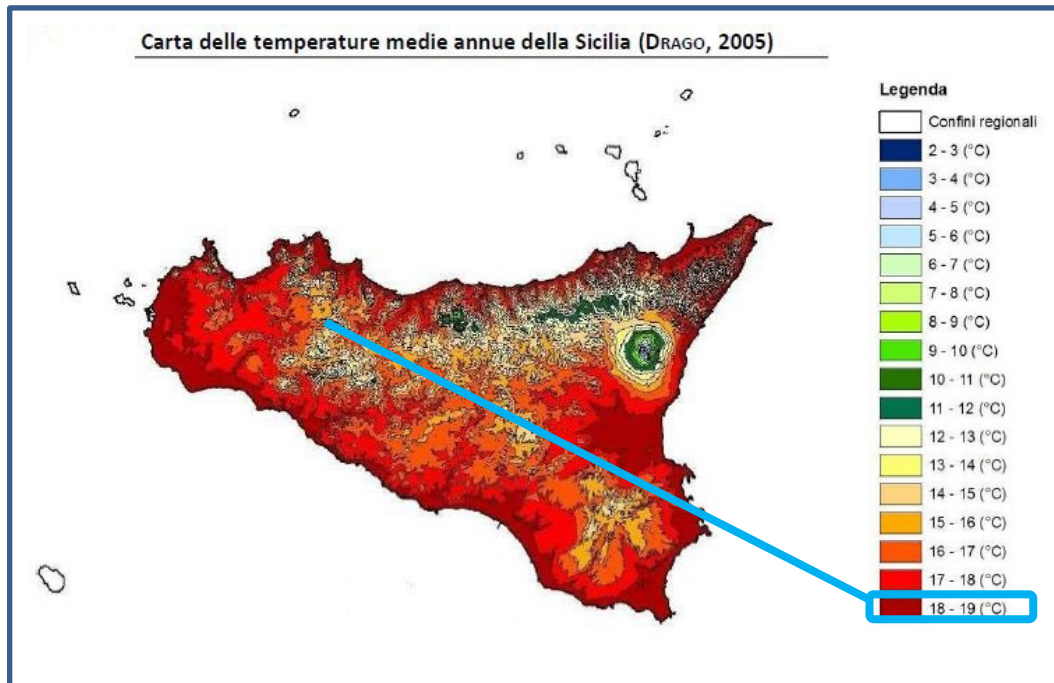 Carta delle temperature medie annue della Sicilia (DRAGO, 2005)
Legenda
Confini regionali
2 - 3 (°C)
3 - 4 (°C)
4 - 5 (°C)
5 - 6 (°C)
6 - 7 (°C)
7 - 8 (°C)
8 - 9 (°C)
9 - 10 (°C)
10 - 11 (°C)
11 - 12 (°C)
12 - 13 (°C)
13 - 14 (°C)
14 - 15 (°C)
15 - 16 (°C)
16 - 17 (°C)
17 - 18 (°C)
18 - 19 (°C)